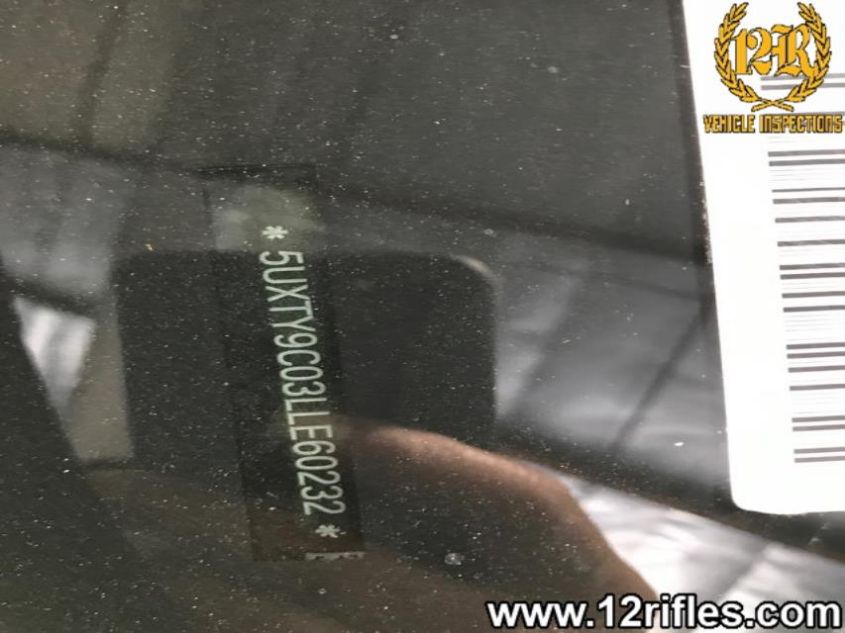 12R
VEHICLE INSPECTIONS
* 5UXTY9C03LLE60232 *
www.12rifles.com